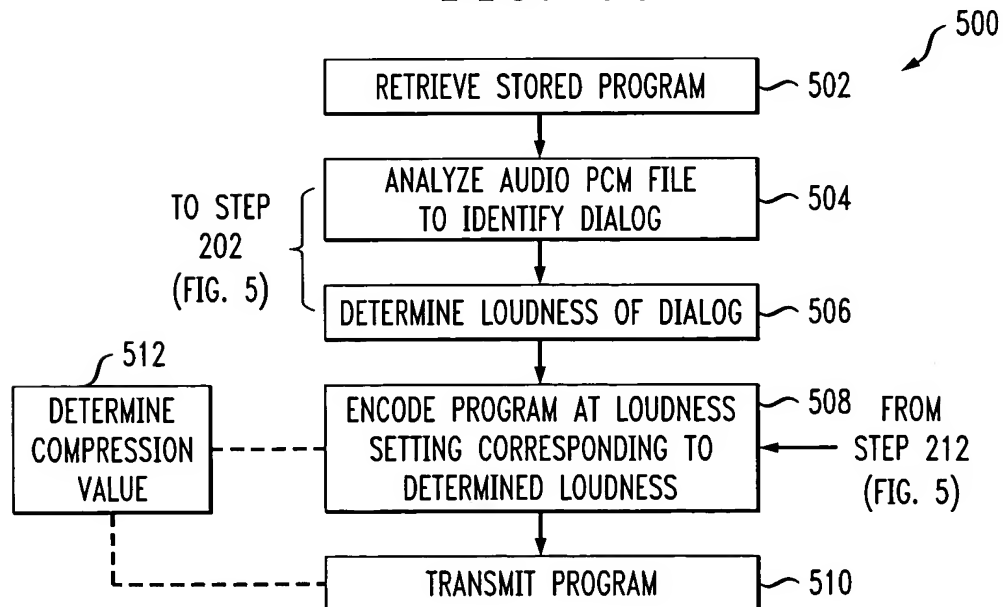 500
RETRIEVE STORED PROGRAM
502
ANALYZE AUDIO PCM FILE
TO IDENTIFY DIALOG
504
TO STEP
202
(FIG. 5)
DETERMINE LOUDNESS OF DIALOG
506
512
DETERMINE
COMPRESSION
VALUE
ENCODE PROGRAM AT LOUDNESS
SETTING CORRESPONDING TO
DETERMINED LOUDNESS
508
FROM
STEP 212
(FIG. 5)
TRANSMIT PROGRAM
510